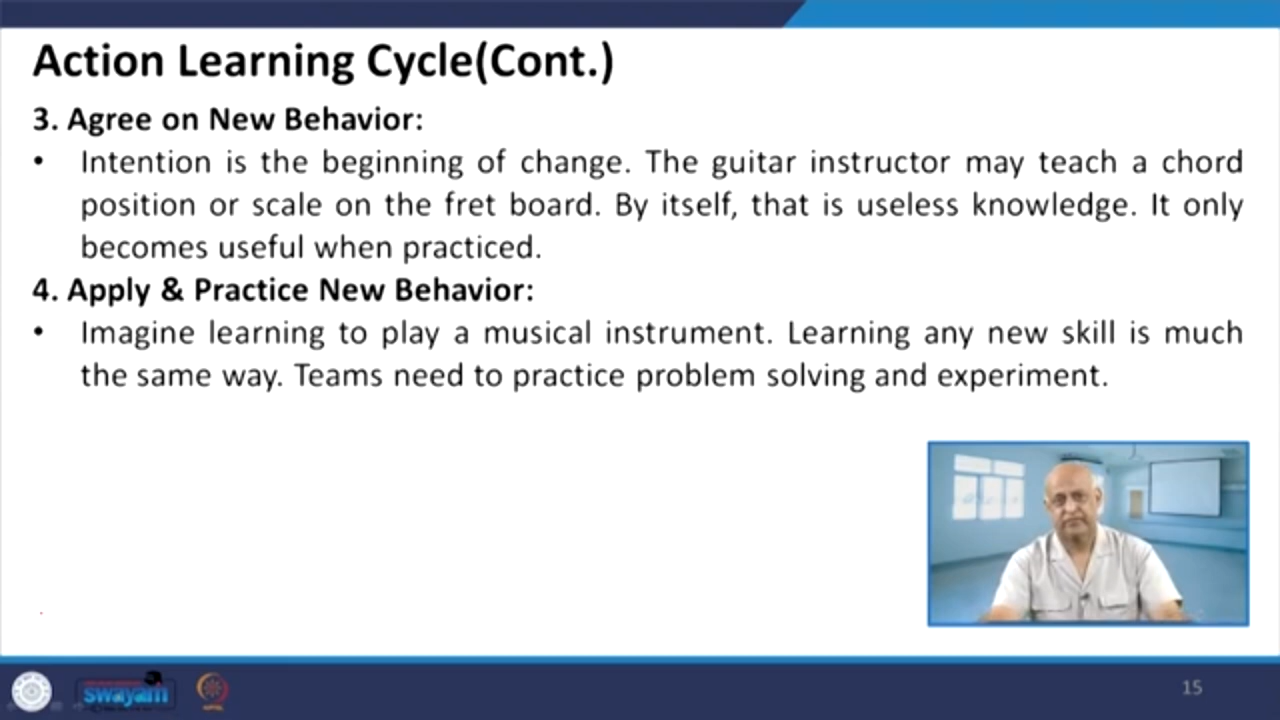 Action Learning Cycle(Cont.)
3. Agree on New Behavior:
• Intention is the beginning of change. The guitar instructor may teach a chord
position or scale on the fret board. By itself, that is useless knowledge. It only
becomes useful when practiced.
4. Apply & Practice New Behavior:
• Imagine learning to play a musical instrument. Learning any new skill is much
the same way. Teams need to practice problem solving and experiment.
swayam
15